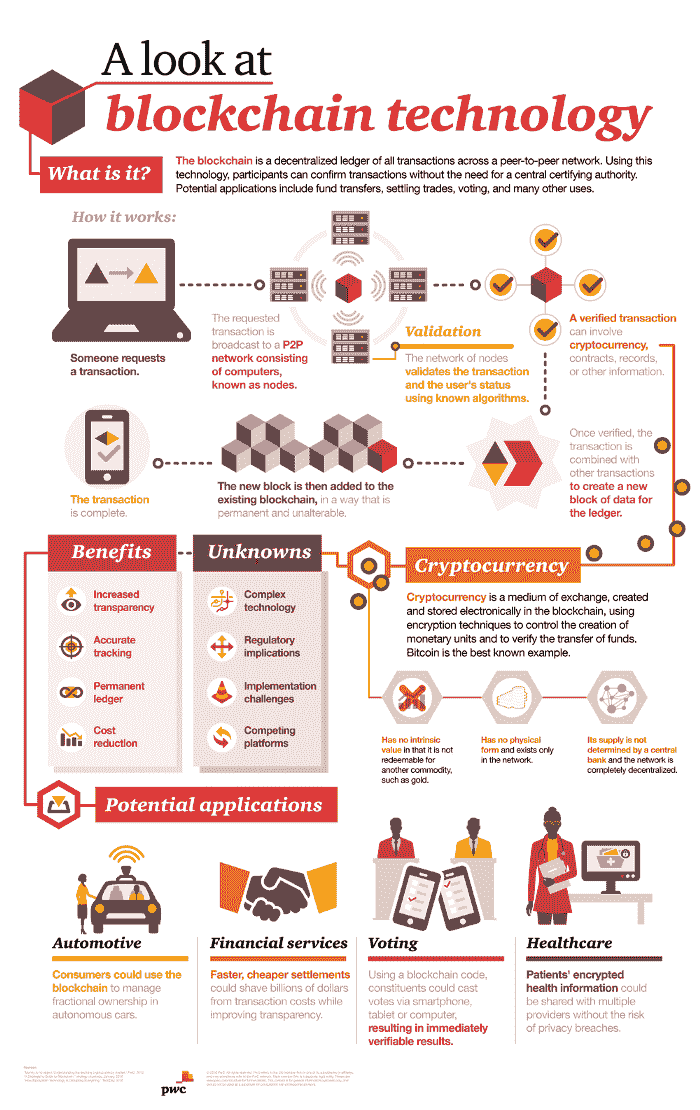 A look at
blockchain technology
What is it?
The blockchain is a decentralized ledger of all transactions across a peer-to-peer network. Using this
technology, participants can confirm transactions without the need for a central certifying authority.
Potential applications include fund transfers, settling trades, voting, and many other uses.
How it works:
Someone requests
a transaction.
The requested
transaction is
broadcast to a P2P
network consisting
of computers,
known as nodes.
Validation
The network of nodes
validates the transaction
and the user's status
using known algorithms.
A verified transaction
can involve
cryptocurrency,
contracts, records,
or other information.
Once verified, the
transaction is
combined with
other transactions
to create a new
block of data for
the ledger.
The new block is then added to the
existing blockchain, in a way that is
permanent and unalterable.
The transaction
is complete.
Benefits
Increased
transparency
Accurate
tracking
Permanent
ledger
Cost
reduction
Unknowns
Complex
technology
Regulatory
implications
Implementation
challenges
Competing
platforms
Cryptocurrency
Cryptocurrency is a medium of exchange, created
and stored electronically in the blockchain, using
encryption techniques to control the creation of
monetary units and to verify the transfer of funds.
Bitcoin is the best known example.
Has no intrinsic
value in that it is not
redeemable for
another commodity,
such as gold.
Has no physical
form and exists only
in the network.
Its supply is not
determined by a central
bank and the network is
completely decentralized.
Potential applications
Automotive
Consumers could use the
blockchain to manage
fractional ownership in
autonomous cars.
Financial services
Faster, cheaper settlements
could shave billions of dollars
from transaction costs while
improving transparency.
Voting
Using a blockchain code,
constituents could cast
votes via smartphone,
tablet or computer,
resulting in immediately
verifiable results.
Healthcare
Patients' encrypted
health information could
be shared with multiple
providers without the risk
of privacy breaches.
pwc